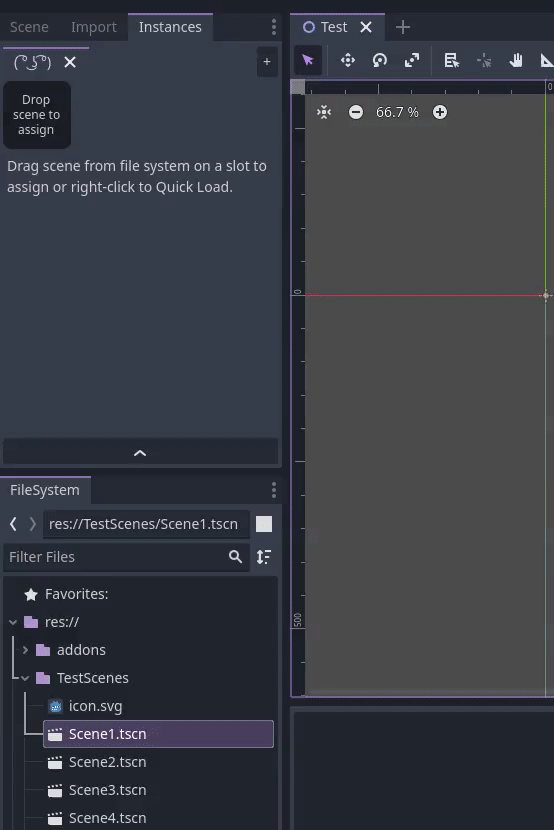 Scene Import Instances
( ͡° ͜ʖ ͡°)
+
Drop
scene to
assign
Drag scene from file system on a slot to
assign or right-click to Quick Load.
FileSystem
res://TestScenes/Scene1.tscn
Filter Files
Favorites:
res://
addons
TestScenes
icon.svg
Scene1.tscn
Scene2.tscn
Scene3.tscn
Scene4.tscn
Test
66.7 %
0
0
500